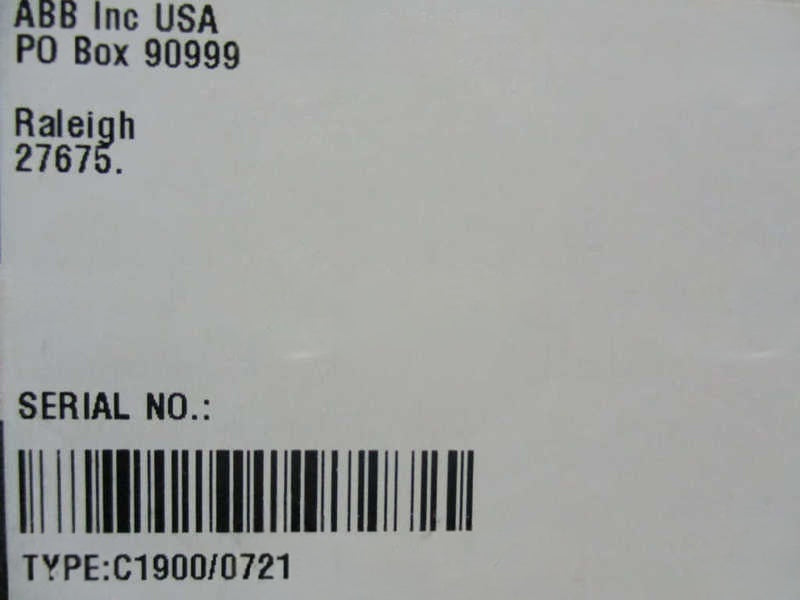 ABB Inc USA
PO Box 90999
Raleigh
27675.
SERIAL NO.:
TYPE:C1900/0721